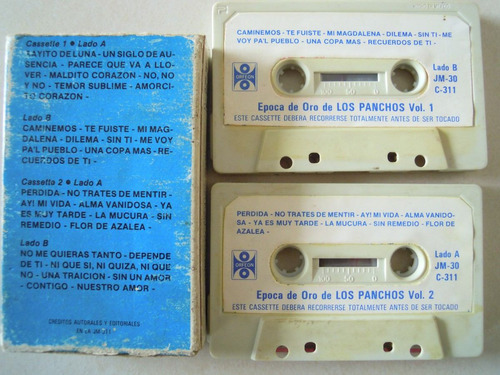 Cassette 1 • Lado A
RAYITO DE LUNA - UN SIGLO DE AU-
SENCIA - PARECE QUE VA A LLO-
VER - MALDITO CORAZON - NO, NO
Y NO - TEMOR SUBLIME - AMORCI-
TO CORAZON -
Lado B
CAMINEMOS - TE FUISTE - MI MAG-
DALENA - DILEMA - SIN TI - ME VOY
PA'L PUEBLO - UNA COPA MAS - RE-
CUERDOS DE TI -
Cassette 2 • Lado A
PERDIDA - NO TRATES DE MENTIR -
AY! MI VIDA - ALMA VANIDOSA - YA
ES MUY TARDE - LA MUCURA - SIN
REMEDIO - FLOR DE AZALEA -
Lado B
NO ME QUIERAS TANTO - DEPENDE
DE TI - NI QUE SI, NI QUIZA, NI QUE
NO - UNA TRAICION - SIN UN AMOR
- CONTIGO - NUESTRO AMOR -
CREDITOS AUTORALES Y EDITORIALES
CAMINEMOS - TE FUISTE - MI MAGDALENA - DILEMA - SIN TI - ME
VOY PA'L PUEBLO - UNA COPA MAS - RECUERDOS DE TI -
ORFEON
Lado B
JM-30
C-311
100 50 0
Epoca de Oro de LOS PANCHOS Vol. 1
ESTE CASSETTE DEBERA RECORRERSE TOTALMENTE ANTES DE SER TOCADO
PERDIDA - NO TRATES DE MENTIR - AY! MI VIDA - ALMA VANIDO-
SA - YA ES MUY TARDE - LA MUCURA - SIN REMEDIO - FLOR DE
AZALEA -
ORFEON
Lado A
JM-30
C-311
100 50 0
Epoca de Oro de LOS PANCHOS Vol. 2
ESTE CASSETTE DEBERA RECORRERSE TOTALMENTE ANTES DE SER TOCADO